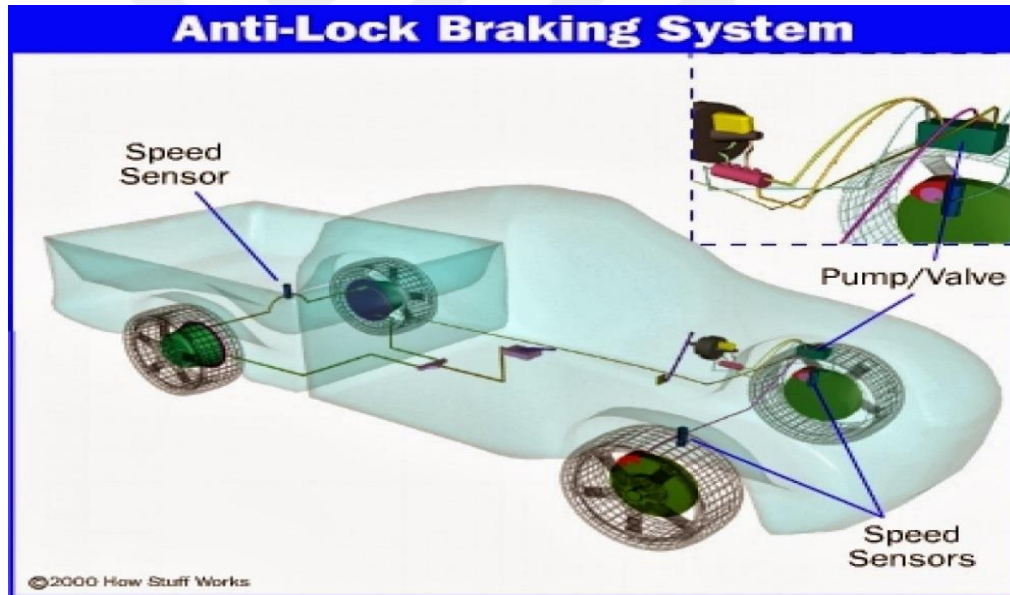 Anti-Lock Braking System
Speed
Sensor
Pump/Valve
Speed
Sensors
©2000 How Stuff Works